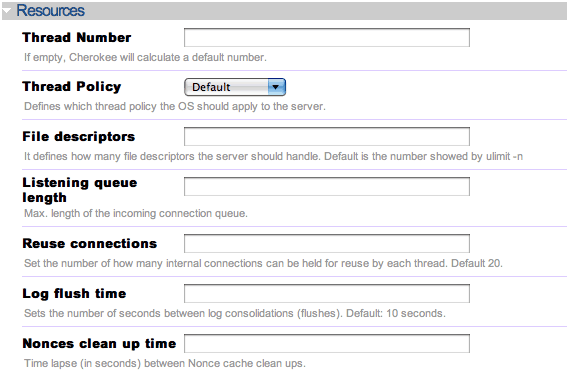 Resources
Thread Number
If empty, Cherokee will calculate a default number.
Thread Policy
Default
Defines which thread policy the OS should apply to the server.
File descriptors
It defines how many file descriptors the server should handle. Default is the number showed by ulimit -n
Listening queue
length
Max. length of the incoming connection queue.
Reuse connections
Set the number of how many internal connections can be held for reuse by each thread. Default 20.
Log flush time
Sets the number of seconds between log consolidations (flushes). Default: 10 seconds.
Nonces clean up time
Time lapse (in seconds) between Nonce cache clean ups.